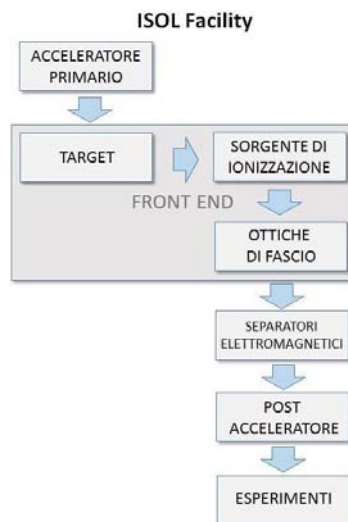 ISOL Facility
ACCELERATORE
PRIMARIO
TARGET
SORGENTE DI
IONIZZAZIONE
FRONT END
OTTICHE
DI FASCIO
SEPARATORI
ELETTROMAGNETICI
POST
ACCELERATORE
ESPERIMENTI